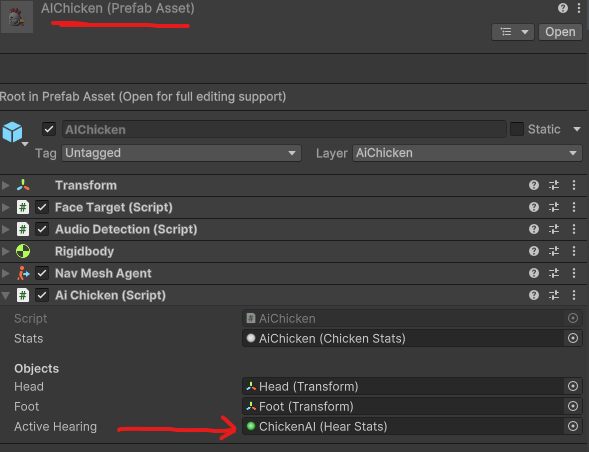 AIChicken (Prefab Asset)
Open
Root in Prefab Asset (Open for full editing support)
AIChicken Static
Tag Untagged Layer AiChicken
Transform
# Face Target (Script)
# Audio Detection (Script)
Rigidbody
Nav Mesh Agent
# Ai Chicken (Script)
Script # AiChicken
Stats AiChicken (Chicken Stats)
Objects
Head Head (Transform)
Foot Foot (Transform)
Active Hearing ChickenAI (Hear Stats)